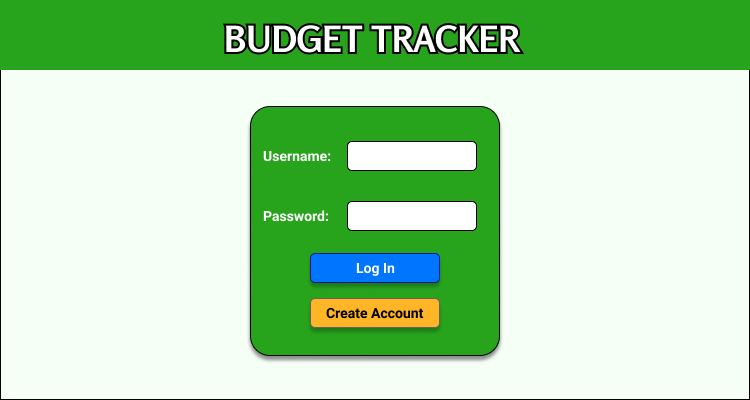 BUDGET TRACKER
Username:
Password:
Log In
Create Account